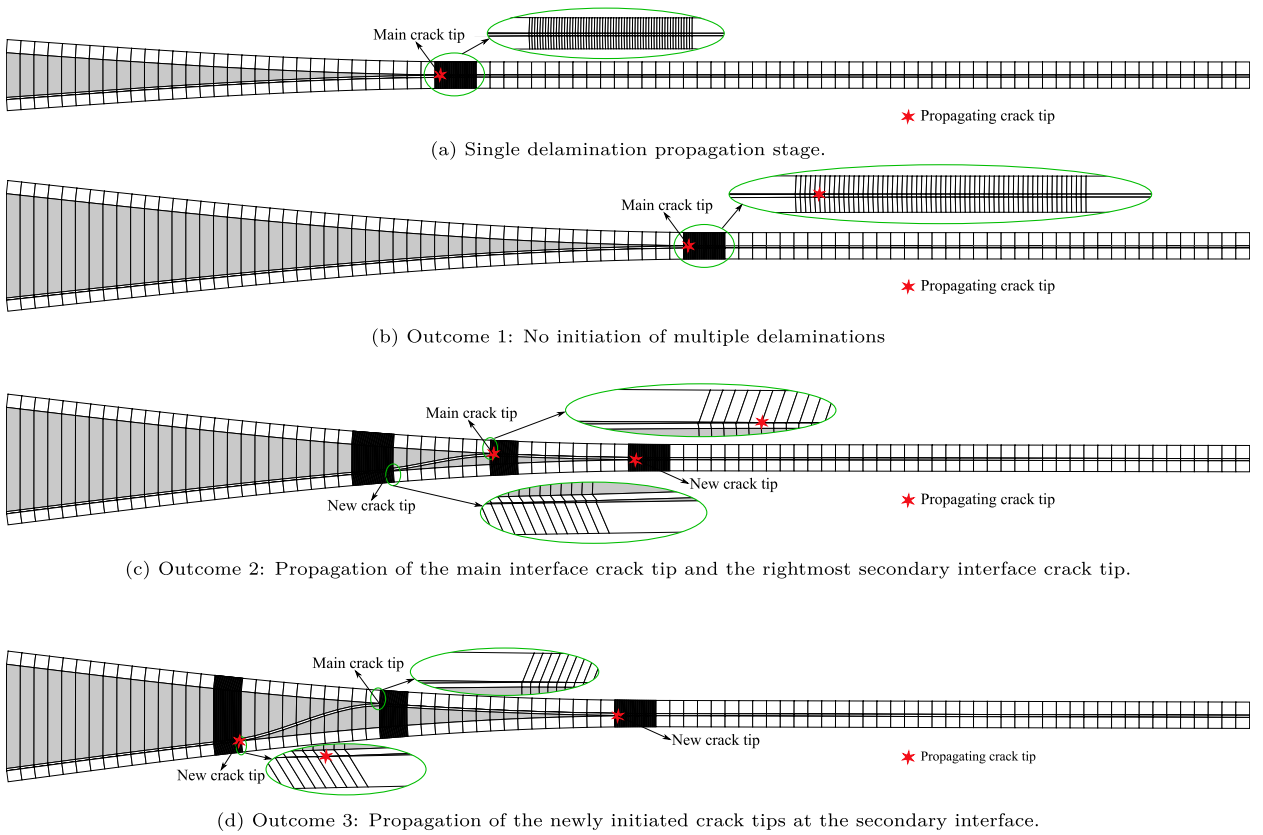 Main crack tip
Propagating crack tip
(a) Single delamination propagation stage.
Main crack tip
Propagating crack tip
(b) Outcome 1: No initiation of multiple delaminations
Main crack tip
New crack tip
New crack tip
Propagating crack tip
(c) Outcome 2: Propagation of the main interface crack tip and the rightmost secondary interface crack tip.
Main crack tip
New crack tip
New crack tip
Propagating crack tip
(d) Outcome 3: Propagation of the newly initiated crack tips at the secondary interface.